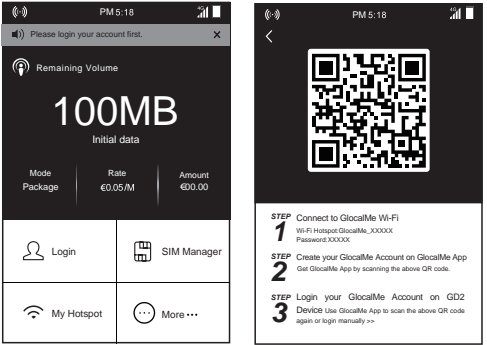 PM 5:18
4G
Please login your account first.
X
Remaining Volume
100MB
Initial data
Mode
Package
Rate
€0.05/M
Amount
€00.00
Login
SIM Manager
My Hotspot
More ···
PM 5:18
4G
STEP 1
Connect to GlocalMe Wi-Fi
Wi-Fi Hotspot:GlocalMe_XXXXX
Password:XXXXX
STEP 2
Create your GlocalMe Account on GlocalMe App
Get GlocalMe App by scanning the above QR code.
STEP 3
Login your GlocalMe Account on GD2
Device Use GlocalMe App to scan the above QR code
again or login manually >>